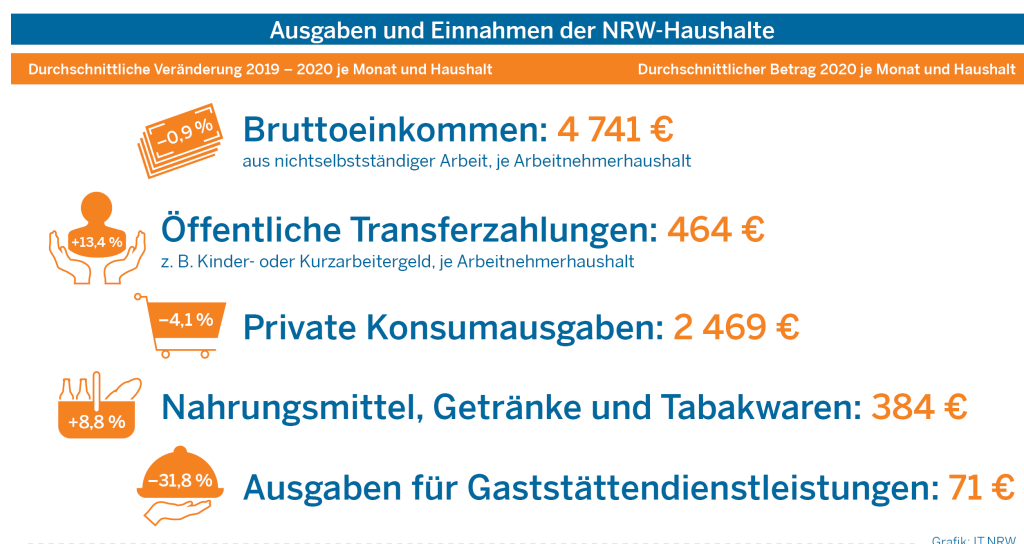 Ausgaben und Einnahmen der NRW-Haushalte
Durchschnittliche Veränderung 2019 – 2020 je Monat und Haushalt
Durchschnittlicher Betrag 2020 je Monat und Haushalt
–0,9 %
Bruttoeinkommen: 4 741 €
aus nichtselbstständiger Arbeit, je Arbeitnehmerhaushalt
+13,4 %
Öffentliche Transferzahlungen: 464 €
z. B. Kinder- oder Kurzarbeitergeld, je Arbeitnehmerhaushalt
–4,1 %
Private Konsumausgaben: 2 469 €
+8,8 %
Nahrungsmittel, Getränke und Tabakwaren: 384 €
–31,8 %
Ausgaben für Gaststättendienstleistungen: 71 €
Grafik: IT.NRW